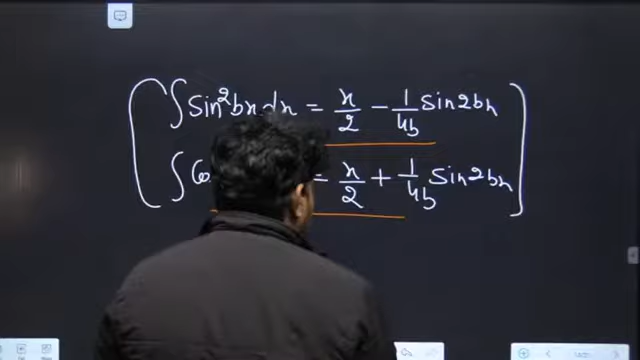 ∫ Sin²bx dx = x/2 − 1/4b Sin2bx
∫ = x/2 + 1/4b Sin2bx